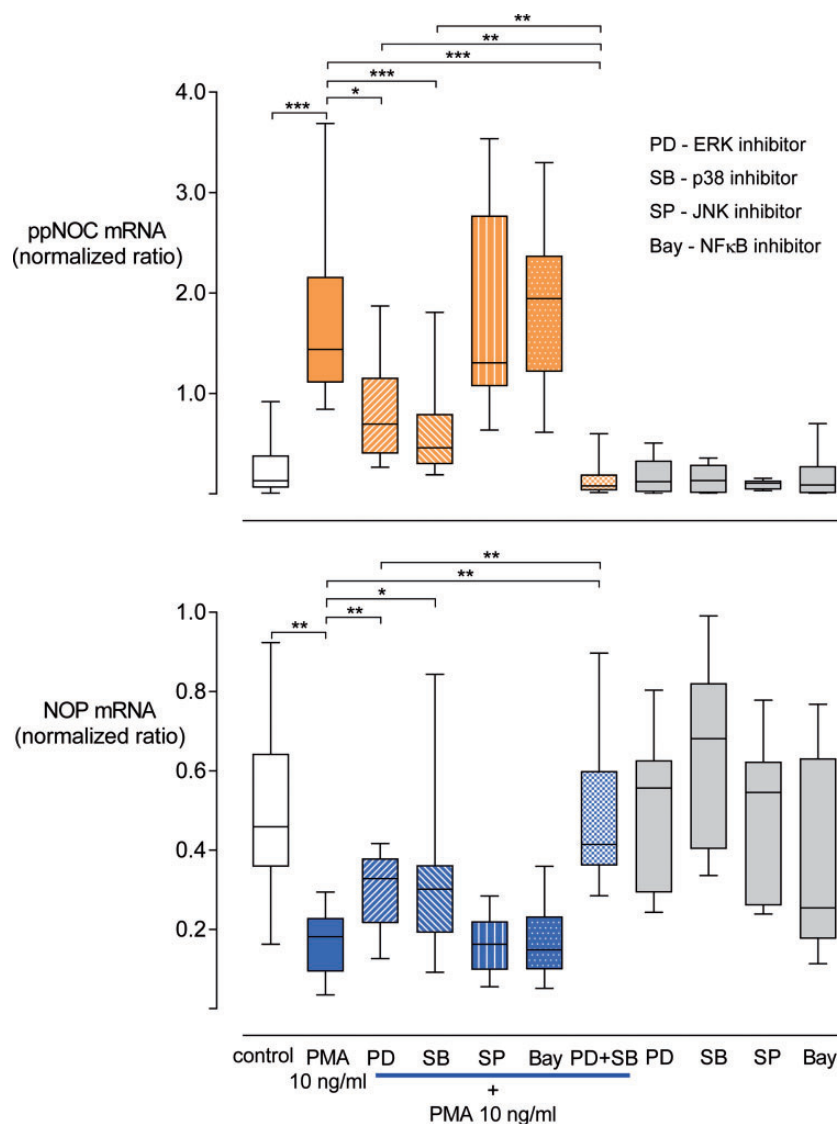 **
**
***
***
*
***
4.0
3.0
2.0
1.0
ppNOC mRNA
(normalized ratio)
PD - ERK inhibitor
SB - p38 inhibitor
SP - JNK inhibitor
Bay - NFκB inhibitor
**
**
*
**
**
1.0
0.8
0.6
0.4
0.2
NOP mRNA
(normalized ratio)
control PMA PD SB SP Bay PD+SB PD SB SP Bay
10 ng/ml
+
PMA 10 ng/ml